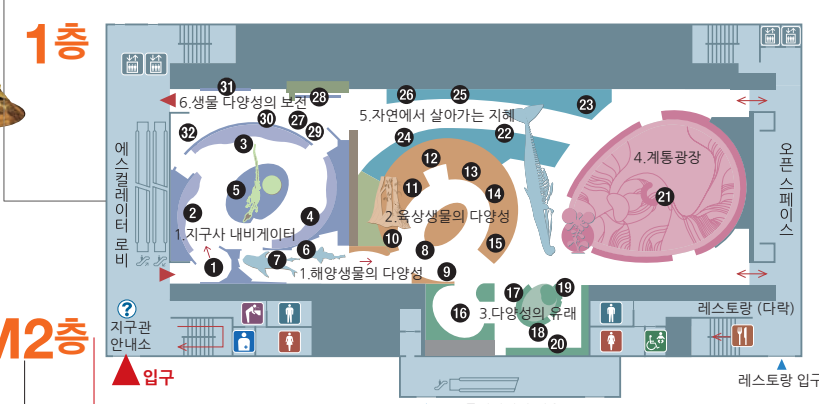 1층
31
6.생물 다양성의 보전
28
26
25
23
5.자연에서 살아가는 지혜
30
27
29
32
3
24
22
에스컬레이터 로비
12
13
4.계통광장
오픈 스페이스
5
11
14
21
2
4
2.육상생물의 다양성
1.지구사 내비게이터
10
8
15
6
7
1
1.해양생물의 다양성
9
17
19
16
3.다양성의 유래
18
20
?
지구관
안내소
레스토랑 (다락)
M2층
입구
레스토랑 입구